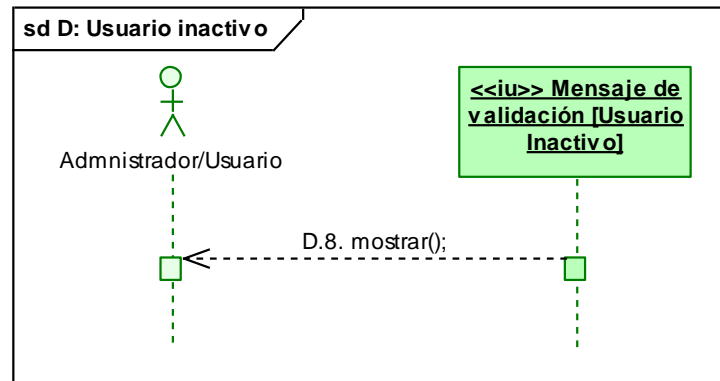 sd D: Usuario inactivo
<<iu>> Mensaje de
validación [Usuario
Inactivo]
Admnistrador/Usuario
D.8. mostrar();